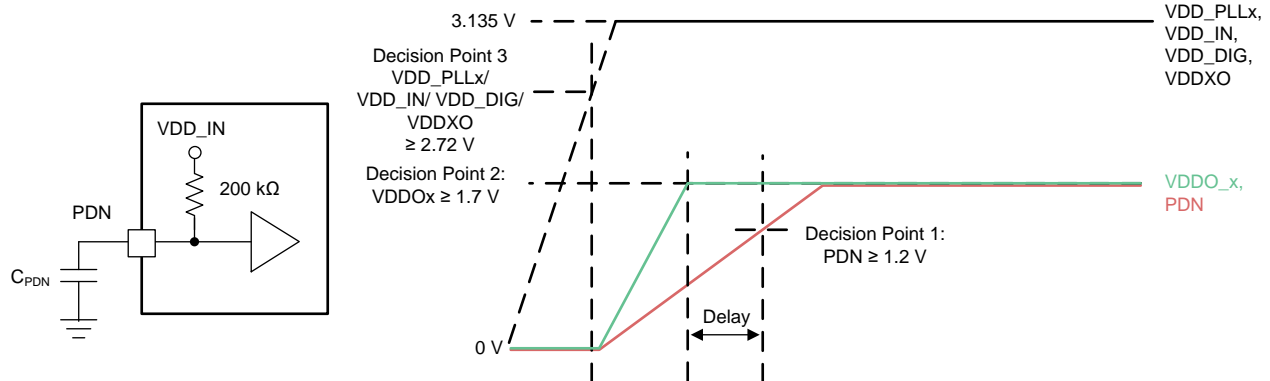 VDD_IN
200 kΩ
PDN
CPDN
3.135 V
Decision Point 3
VDD_PLLx/
VDD_IN/ VDD_DIG/
VDDXO
≥ 2.72 V
Decision Point 2:
VDDOx ≥ 1.7 V
0 V
Decision Point 1:
PDN ≥ 1.2 V
Delay
VDD_PLLx,
VDD_IN,
VDD_DIG,
VDDXO
VDDO_x,
PDN